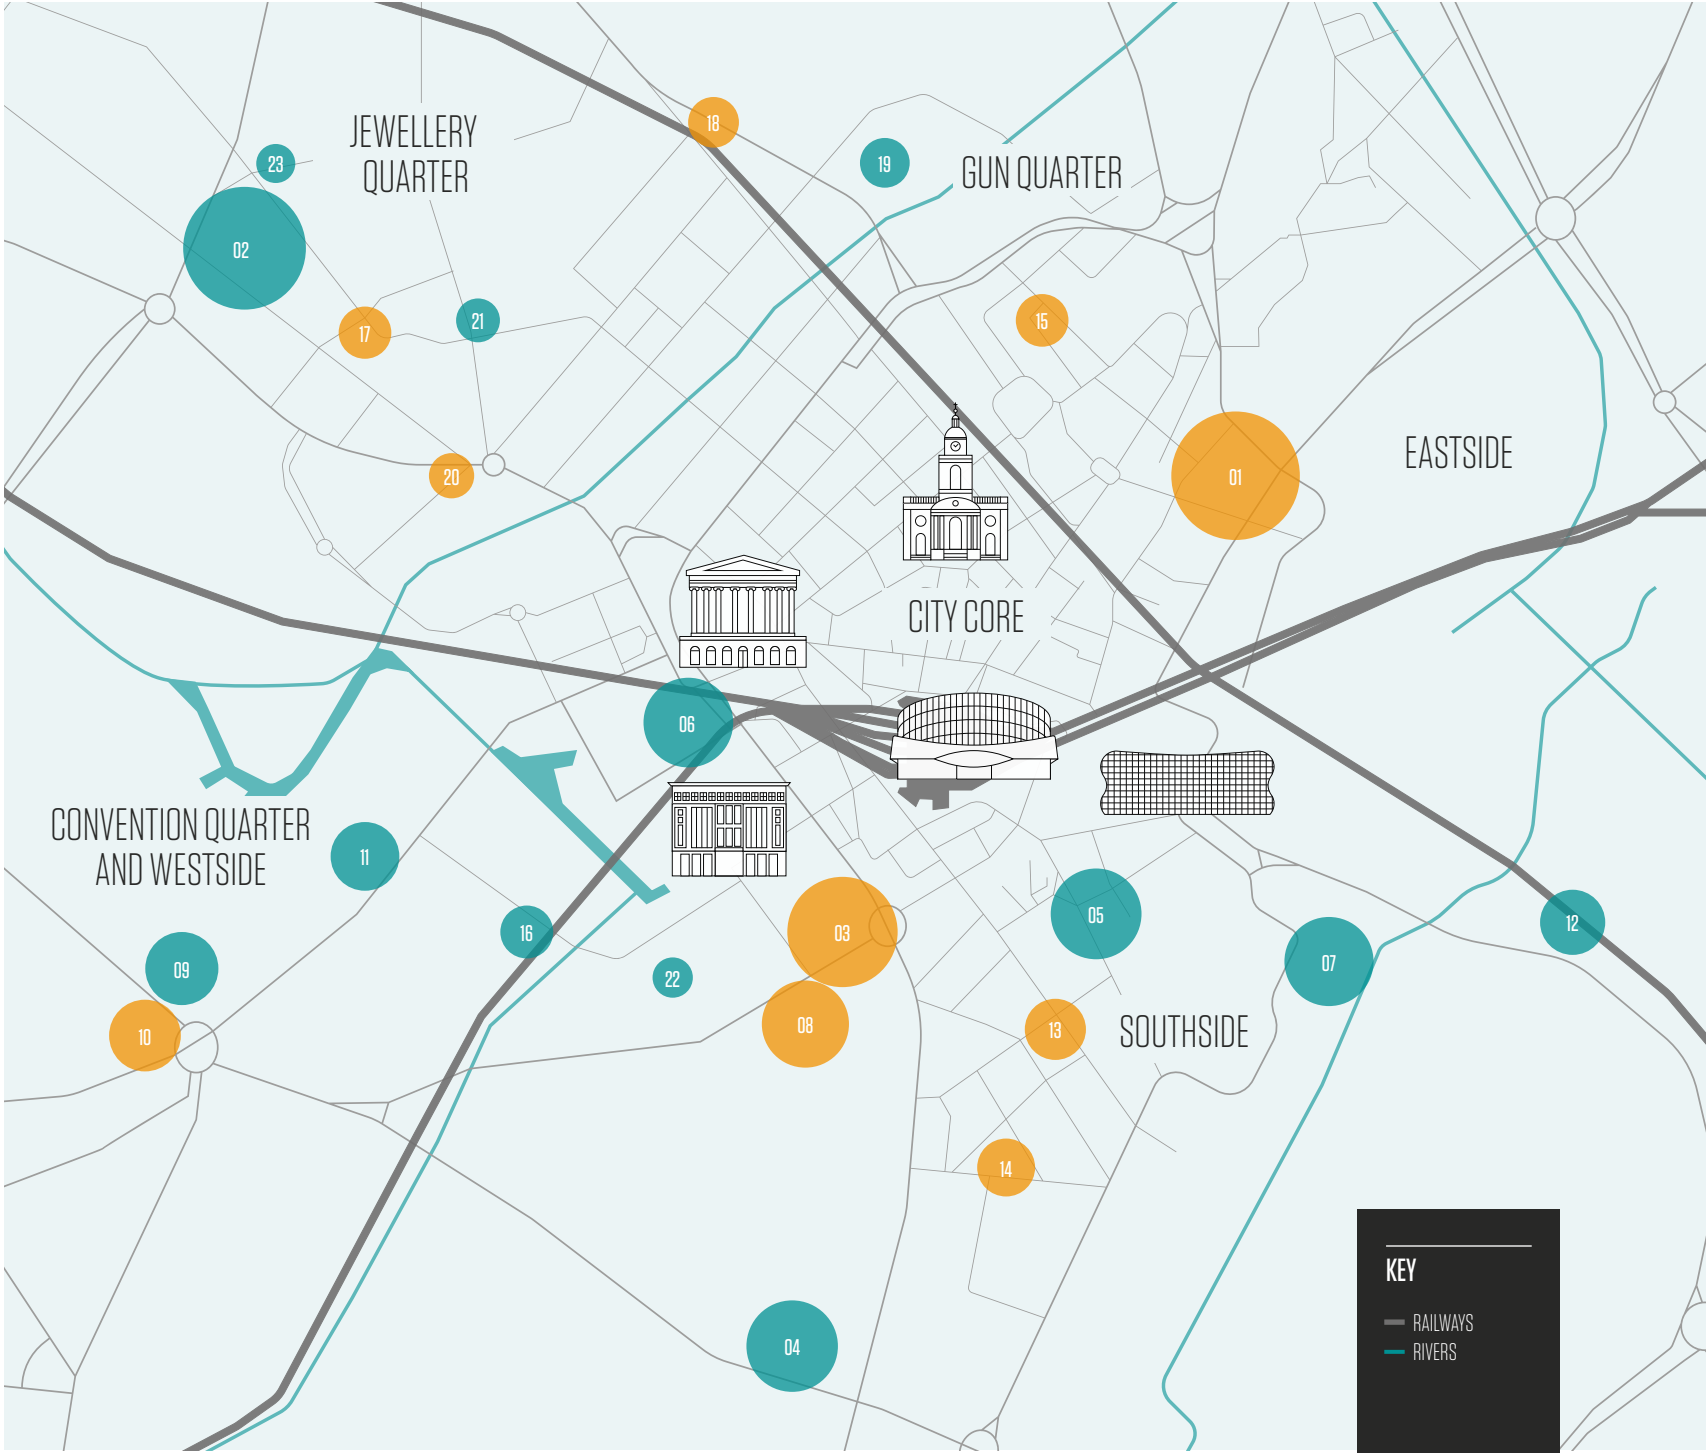 18
JEWELLERY
QUARTER
23
19
GUN QUARTER
02
17
21
15
EASTSIDE
20
01
CITY CORE
06
CONVENTION QUARTER
AND WESTSIDE
11
16
03
05
12
09
22
07
10
08
13
SOUTHSIDE
14
04
KEY
RAILWAYS
RIVERS